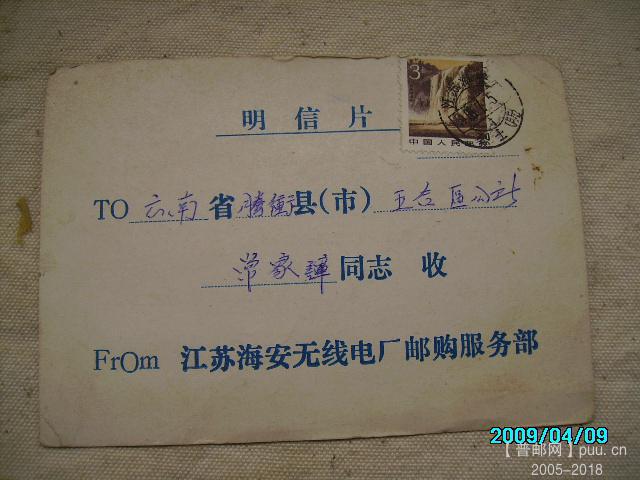 明信片
3
中国人民邮政
TO 云南省腾衝县(市) 五合区公社
常家譁同志 收
FrOm 江苏海安无线电厂邮购服务部
2009/04/09
【普邮网】puu.cn
2005-2018